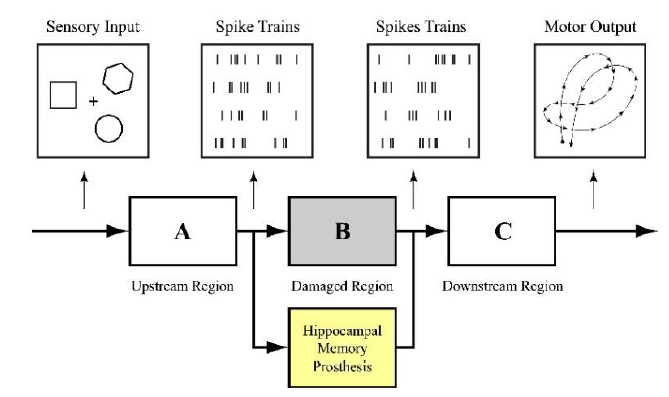 Sensory Input
Spike Trains
Spikes Trains
Motor Output
A
B
C
Upstream Region
Damaged Region
Downstream Region
Hippocampal
Memory
Prosthesis